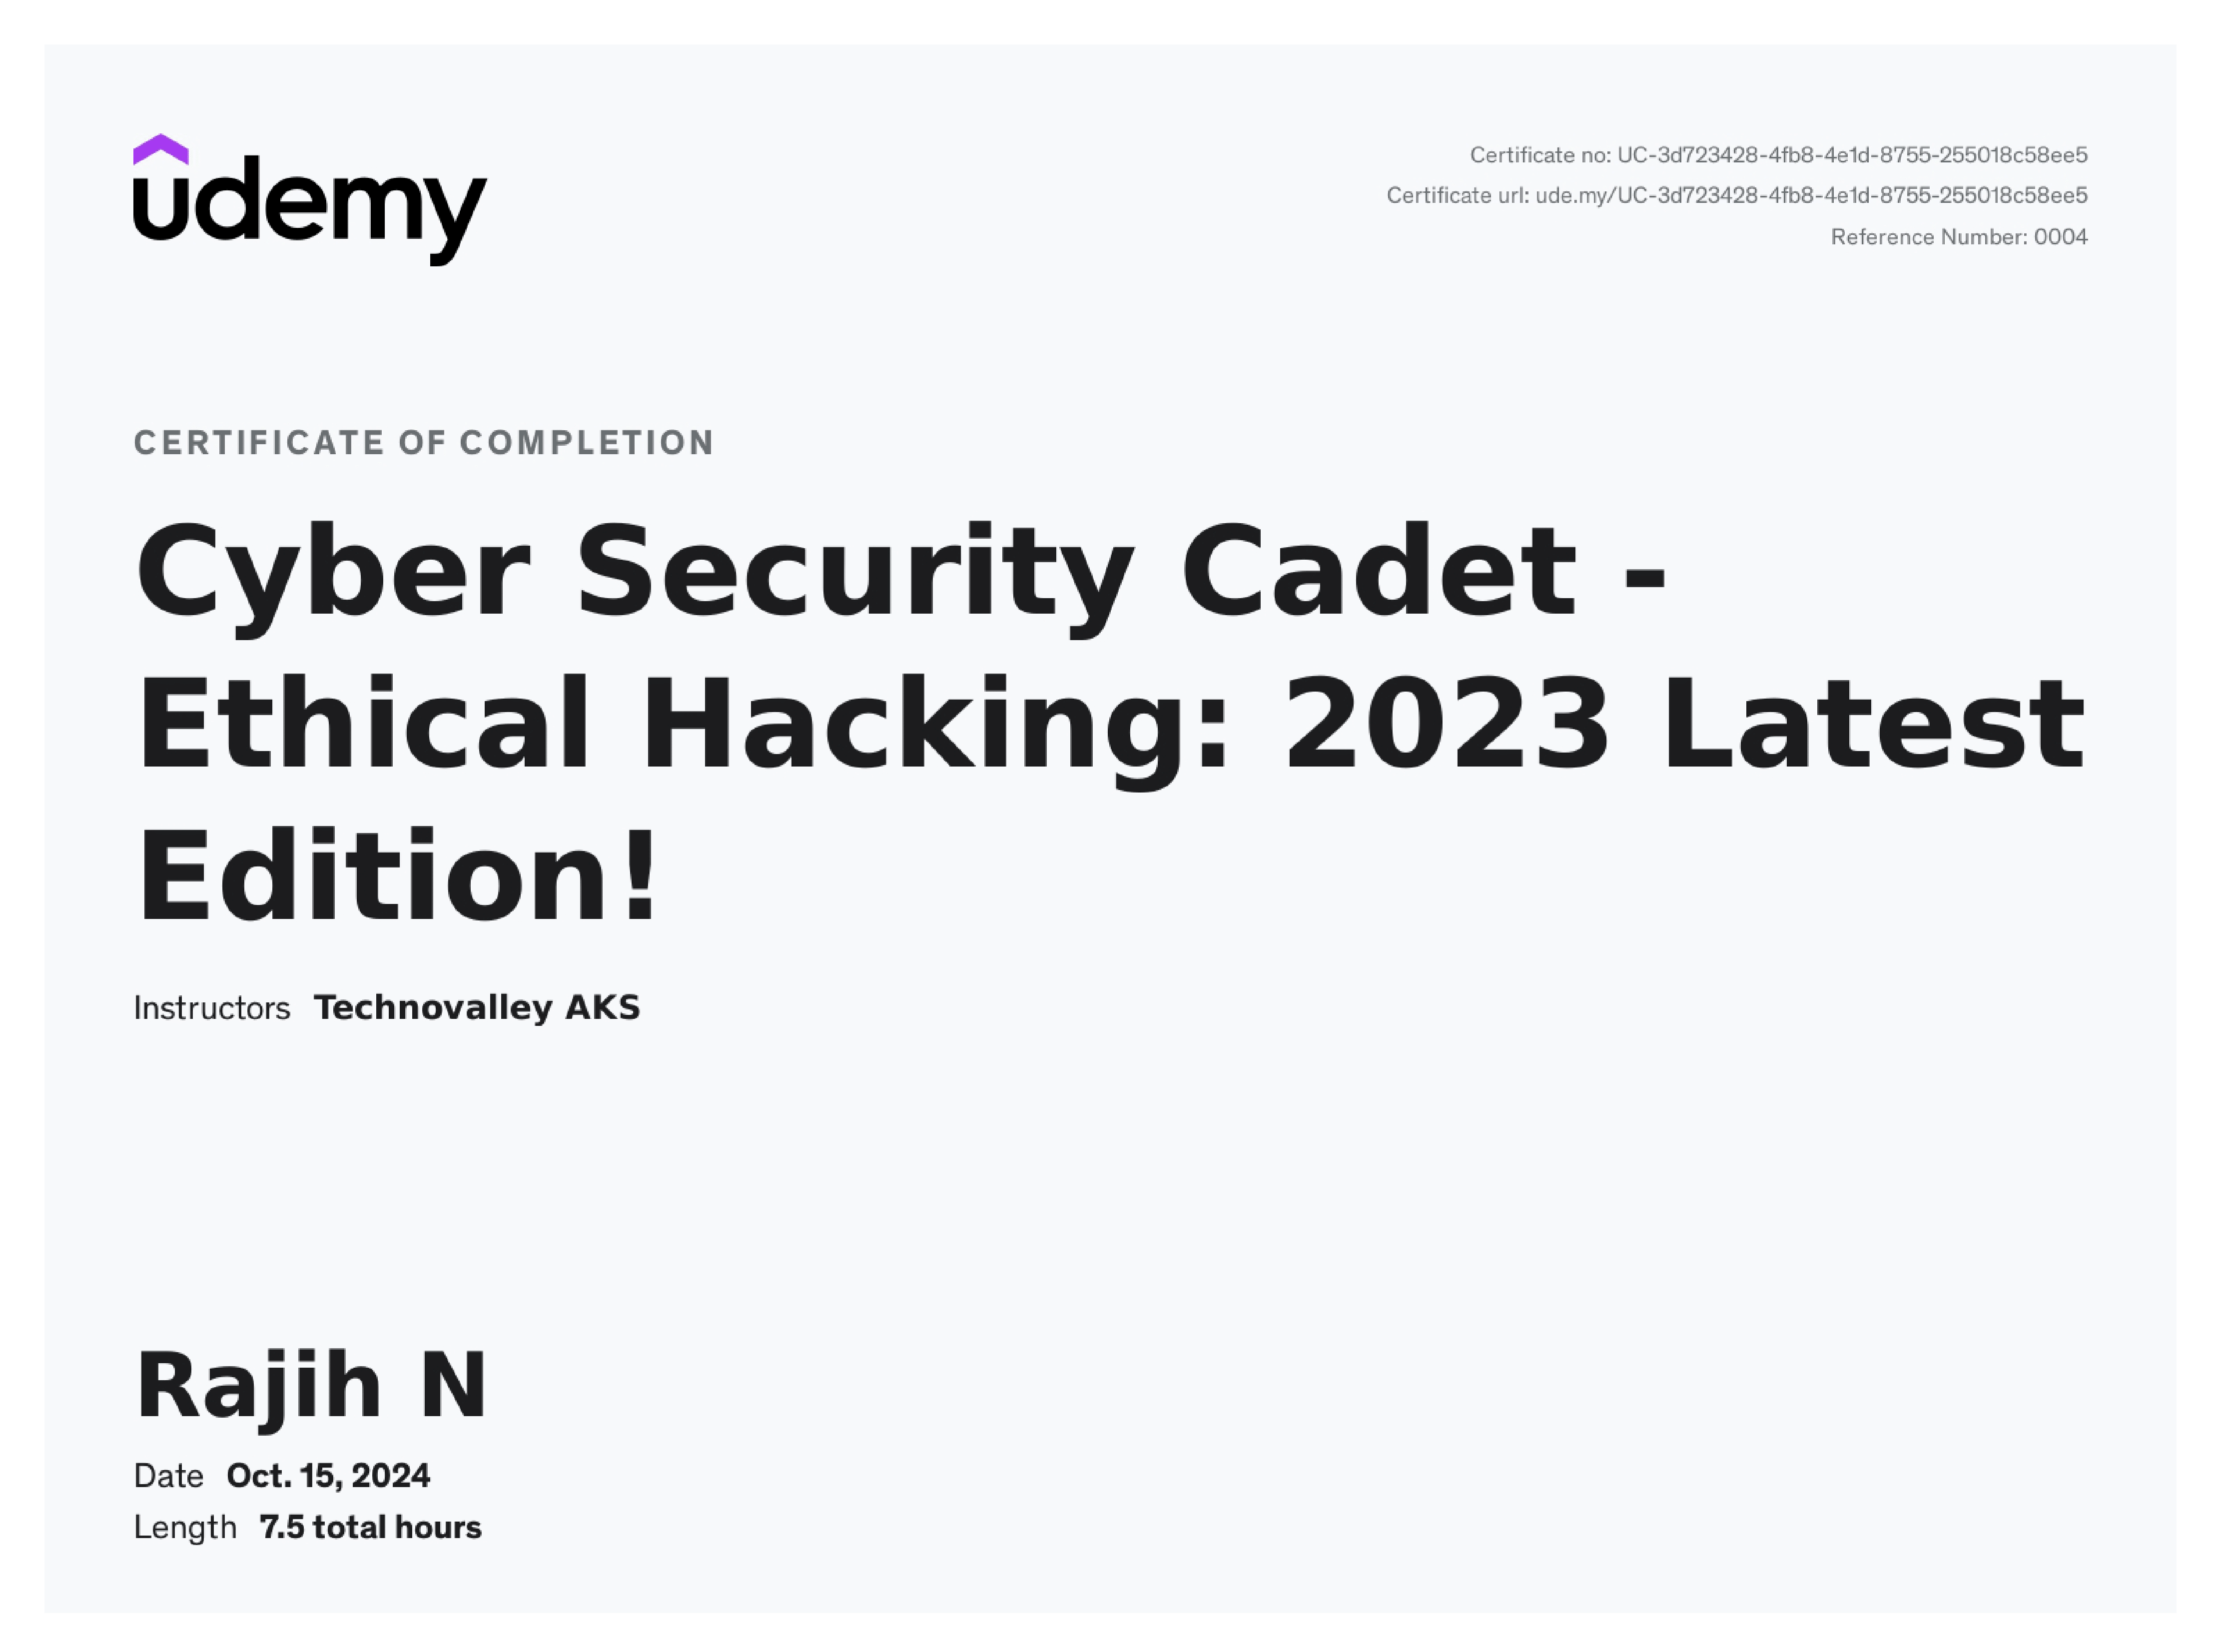 udemy
Certificate no: UC-3d723428-4fb8-4e1d-8755-255018c58ee5
Certificate url: ude.my/UC-3d723428-4fb8-4e1d-8755-255018c58ee5
Reference Number: 0004
CERTIFICATE OF COMPLETION
Cyber Security Cadet -
Ethical Hacking: 2023 Latest
Edition!
Instructors Technovalley AKS
Rajih N
Date Oct. 15, 2024
Length 7.5 total hours